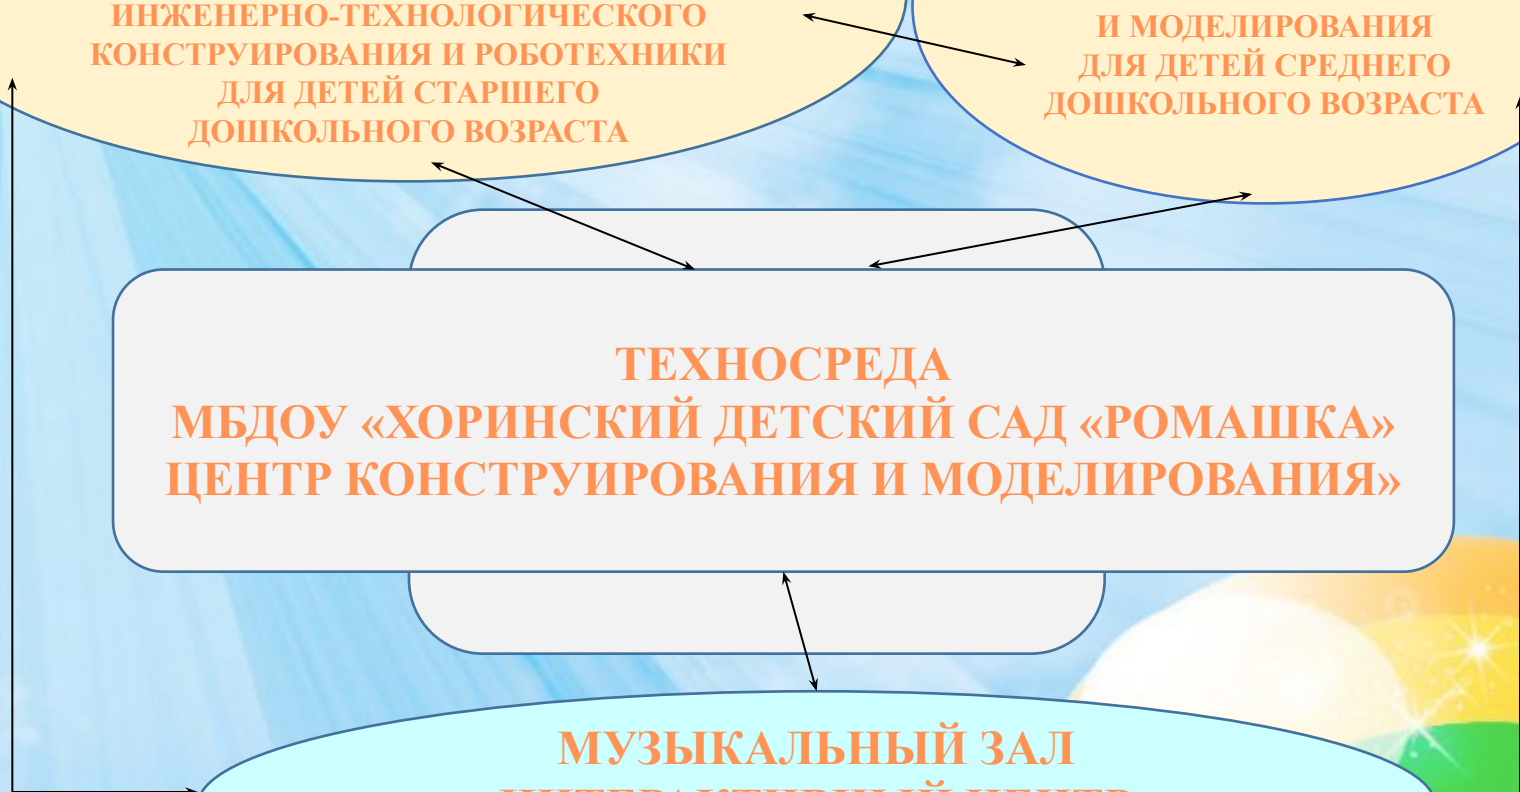 ИНЖЕНЕРНО-ТЕХНОЛОГИЧЕСКОГО
КОНСТРУИРОВАНИЯ И РОБОТЕХНИКИ
ДЛЯ ДЕТЕЙ СТАРШЕГО
ДОШКОЛЬНОГО ВОЗРАСТА
И МОДЕЛИРОВАНИЯ
ДЛЯ ДЕТЕЙ СРЕДНЕГО
ДОШКОЛЬНОГО ВОЗРАСТА
ТЕХНОСРЕДА
МБДОУ «ХОРИНСКИЙ ДЕТСКИЙ САД «РОМАШКА»
ЦЕНТР КОНСТРУИРОВАНИЯ И МОДЕЛИРОВАНИЯ»
МУЗЫКАЛЬНЫЙ ЗАЛ